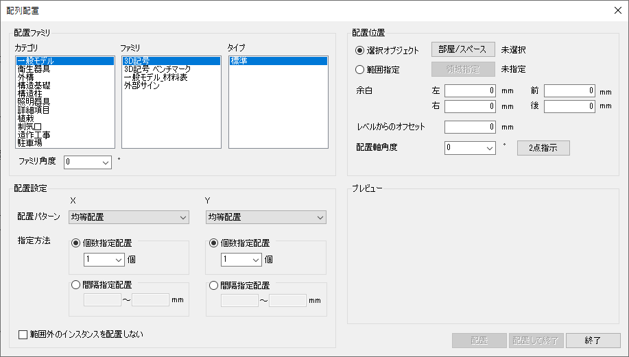 配列配置
配置ファミリ
カテゴリ ファミリ タイプ
一般モデル 3D記号 標準
衛生器具 3D記号 ベンチマーク
外構 一般モデル_材料表
構造基礎 外部サイン
構造柱
照明器具
詳細項目
植栽
制気口
造作工事
駐車場
ファミリ角度 0 °
配置位置
選択オブジェクト 部屋/スペース 未選択
範囲指定 領域指定 未指定
余白 左 0 mm 前 0 mm
右 0 mm 後 0 mm
レベルからのオフセット 0 mm
配置軸角度 0 ° 2点指示
配置設定
X Y
配置パターン 均等配置 均等配置
指定方法 個数指定配置 個数指定配置
1 個 1 個
間隔指定配置 間隔指定配置
～ mm ～ mm
範囲外のインスタンスを配置しない
プレビュー
配置 配置して終了 終了